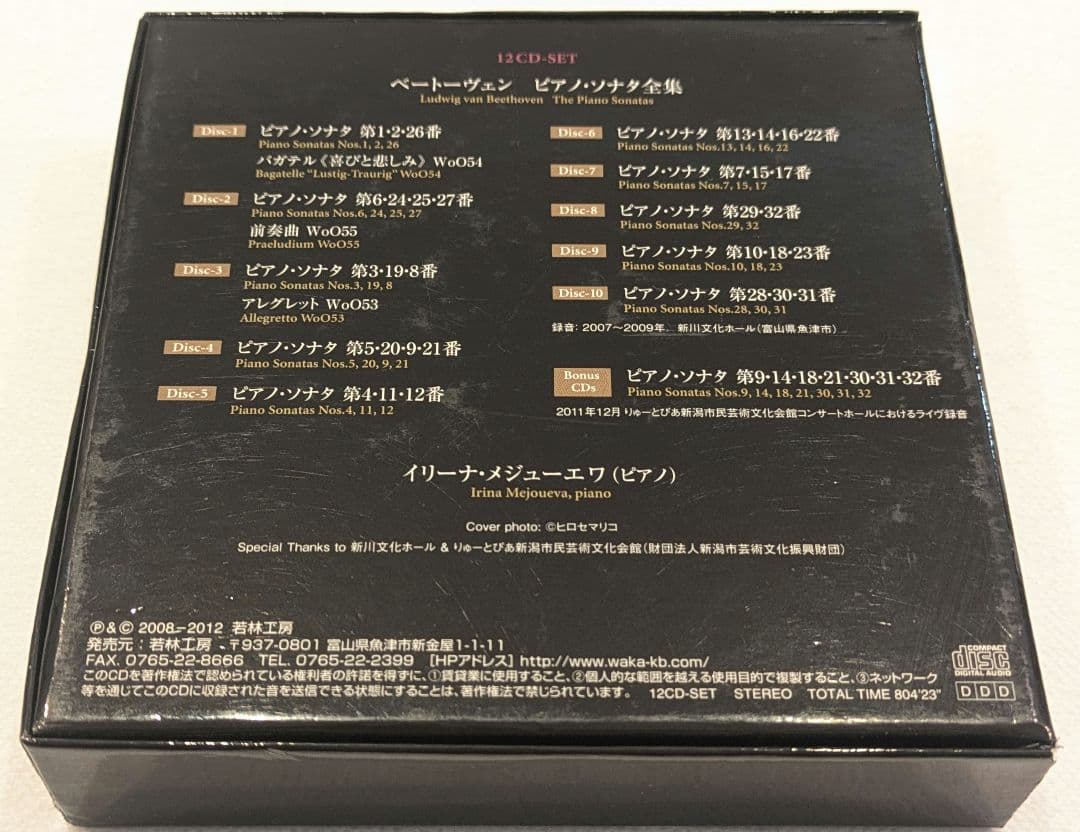 12CD-SET
ベートーヴェン　ピアノ・ソナタ全集
Ludwig van Beethoven The Piano Sonatas
Disc-1 ピアノ・ソナタ 第1・2・26番
Piano Sonatas Nos.1, 2, 26
バガテル《喜びと悲しみ》 WoO54
Bagatelle "Lustig-Traurig" WoO54
Disc-2 ピアノ・ソナタ 第6・24・25・27番
Piano Sonatas Nos.6, 24, 25, 27
前奏曲 WoO55
Praeludium WoO55
Disc-3 ピアノ・ソナタ 第3・19・8番
Piano Sonatas Nos.3, 19, 8
アレグレット WoO53
Allegretto WoO53
Disc-4 ピアノ・ソナタ 第5・20・9・21番
Piano Sonatas Nos.5, 20, 9, 21
Disc-5 ピアノ・ソナタ 第4・11・12番
Piano Sonatas Nos.4, 11, 12
Disc-6 ピアノ・ソナタ 第13・14・16・22番
Piano Sonatas Nos.13, 14, 16, 22
Disc-7 ピアノ・ソナタ 第7・15・17番
Piano Sonatas Nos.7, 15, 17
Disc-8 ピアノ・ソナタ 第29・32番
Piano Sonatas Nos.29, 32
Disc-9 ピアノ・ソナタ 第10・18・23番
Piano Sonatas Nos.10, 18, 23
Disc-10 ピアノ・ソナタ 第28・30・31番
Piano Sonatas Nos.28, 30, 31
録音：2007～2009年、新川文化ホール（富山県魚津市）
Bonus CDs ピアノ・ソナタ 第9・14・18・21・30・31・32番
Piano Sonatas Nos.9, 14, 18, 21, 30, 31, 32
2011年12月 りゅーとぴあ新潟市民芸術文化会館コンサートホールにおけるライヴ録音
イリーナ・メジューエワ（ピアノ）
Irina Mejoueva, piano
Cover photo: ©ヒロセマリコ
Special Thanks to 新川文化ホール & りゅーとぴあ新潟市民芸術文化会館（財団法人新潟市芸術文化振興財団）
Ⓟ&© 2008–2012 若林工房
発売元：若林工房 、〒937-0801 富山県魚津市新金屋1-1-11
FAX. 0765-22-8666 TEL. 0765-22-2399 [HPアドレス] http://www.waka-kb.com/
このCDを著作権法で認められている権利者の許諾を得ずに、①賃貸業に使用すること、②個人的な範囲を越える使用目的で複製すること、③ネットワーク
等を通じてこのCDに収録された音を送信できる状態にすることは、著作権法で禁じられています。 12CD-SET STEREO TOTAL TIME 804'23"
COMPACT
disc
DIGITAL AUDIO
DDD